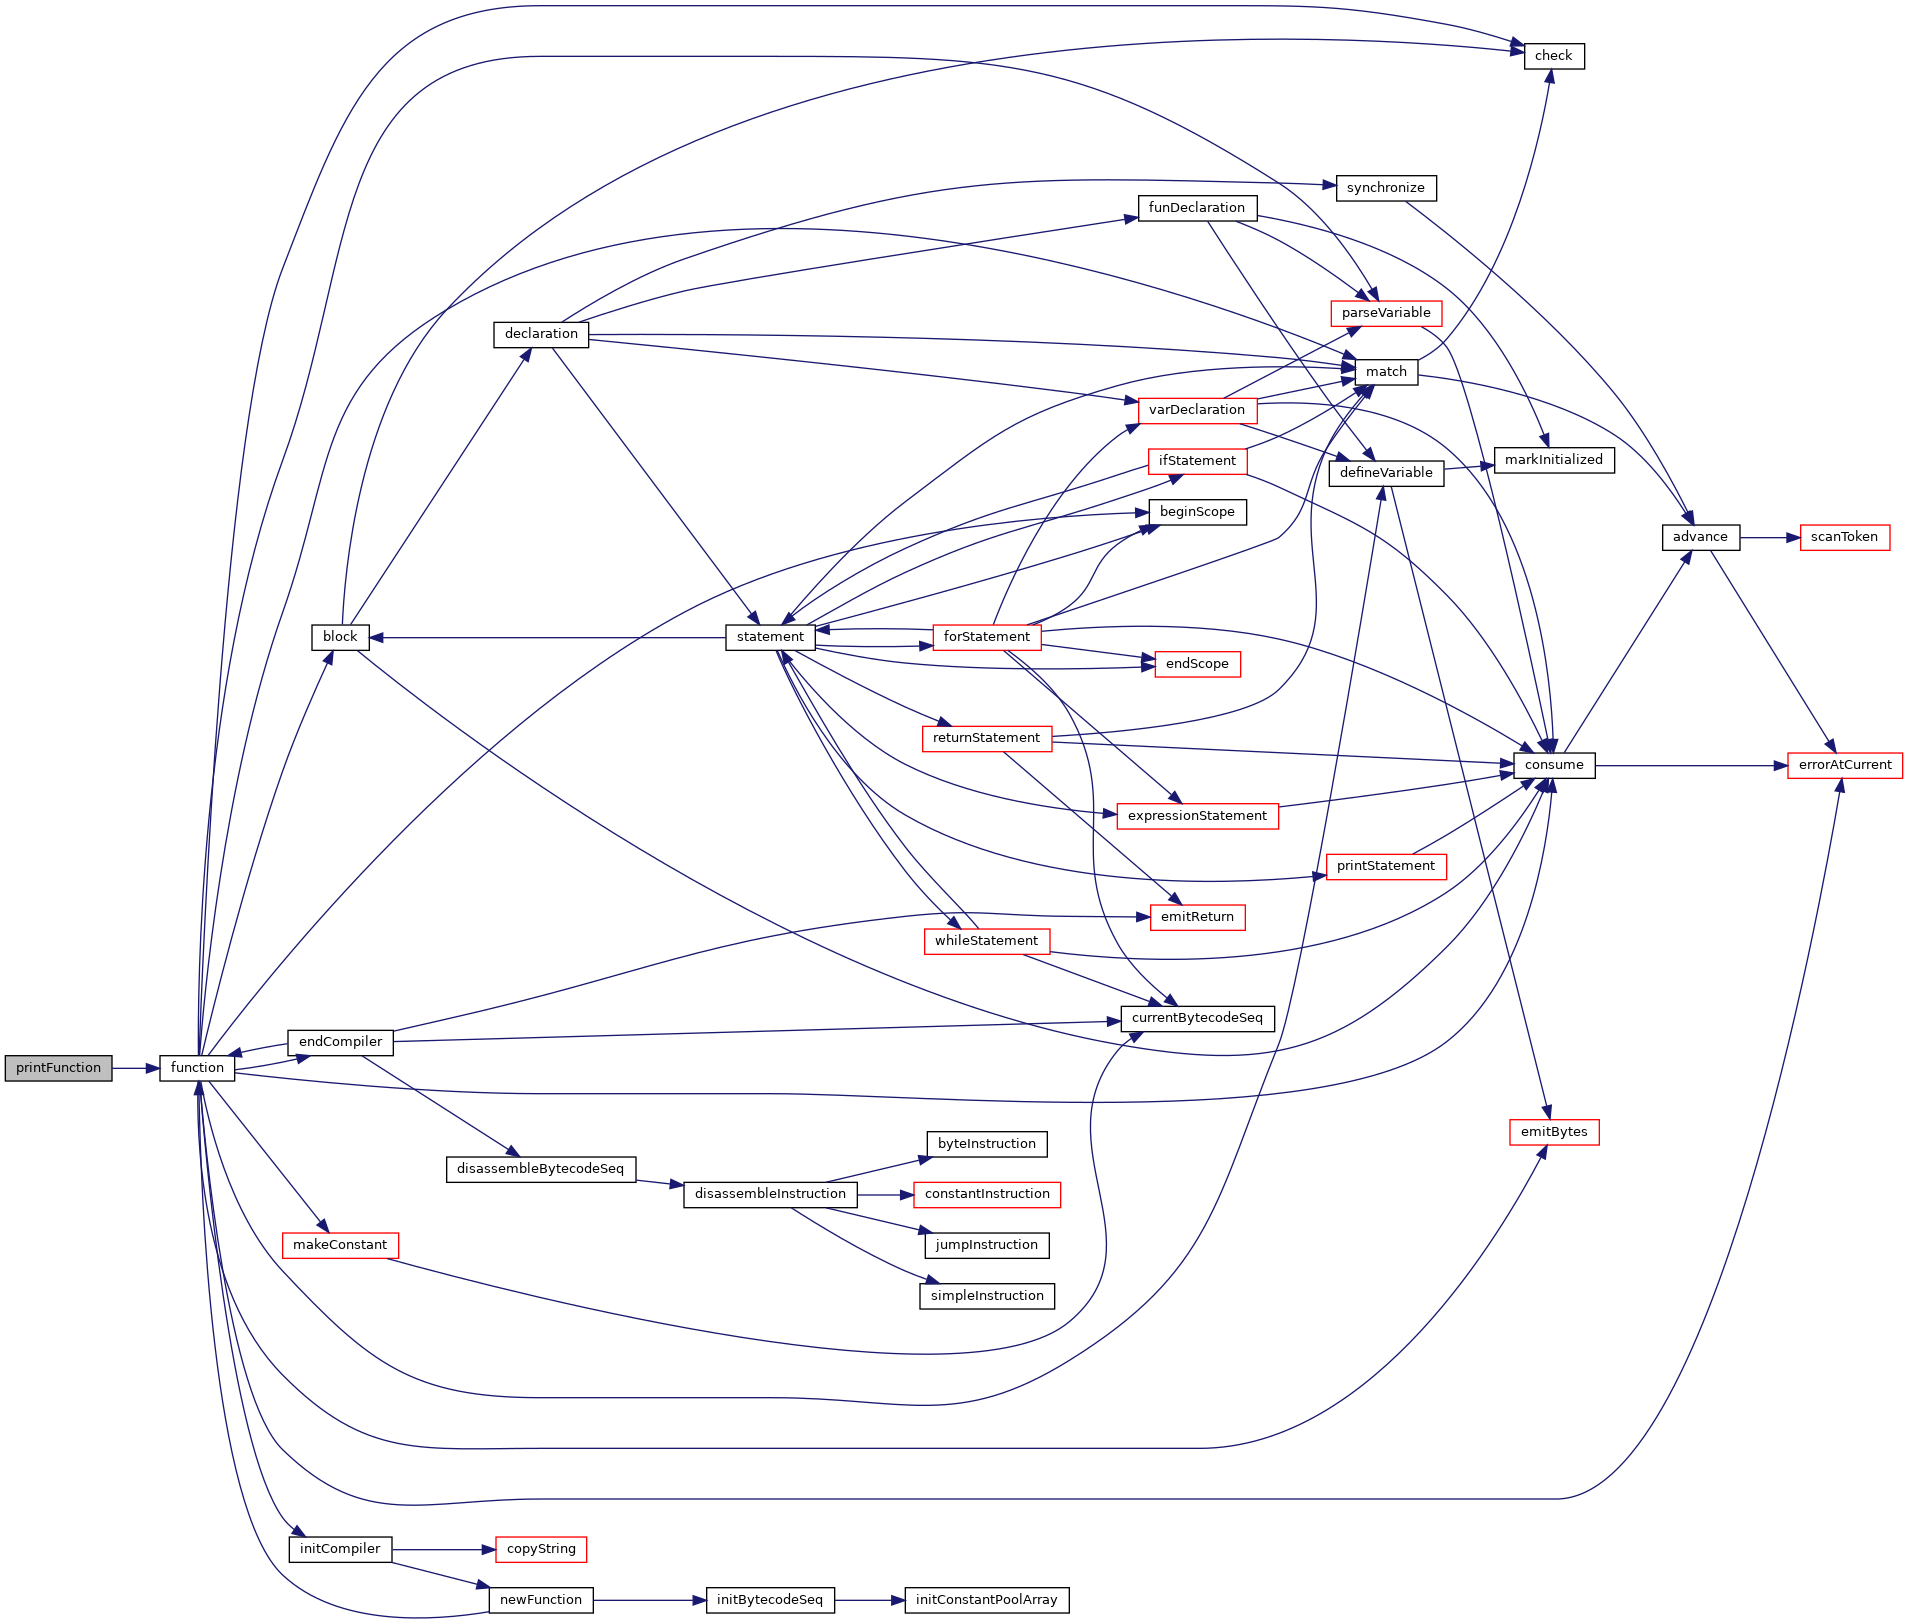 check
synchronize
funDeclaration
parseVariable
declaration
match
varDeclaration
ifStatement
markInitialized
defineVariable
beginScope
advance
scanToken
block
statement
forStatement
endScope
returnStatement
consume
errorAtCurrent
expressionStatement
printStatement
emitReturn
whileStatement
currentBytecodeSeq
endCompiler
printFunction
function
emitBytes
byteInstruction
disassembleBytecodeSeq
disassembleInstruction
constantInstruction
makeConstant
jumpInstruction
simpleInstruction
initCompiler
copyString
newFunction
initBytecodeSeq
initConstantPoolArray